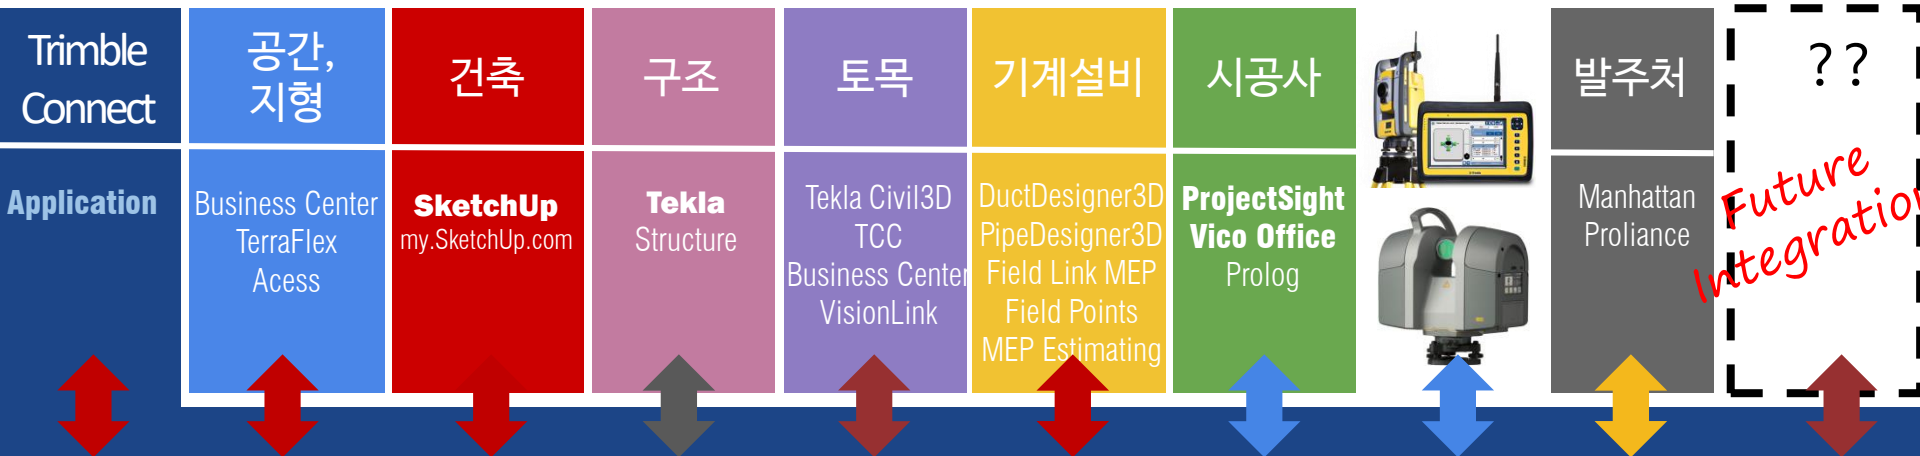 Trimble
Connect
Application
공간,
지형
Business Center
TerraFlex
Acess
건축
SketchUp
my.SketchUp.com
구조
Tekla
Structure
토목
Tekla Civil3D
TCC
Business Center
VisionLink
기계설비
DuctDesigner3D
PipeDesigner3D
Field Link MEP
Field Points
MEP Estimating
시공사
ProjectSight
Vico Office
Prolog
발주처
Manhattan
Proliance
??
Future
Integration